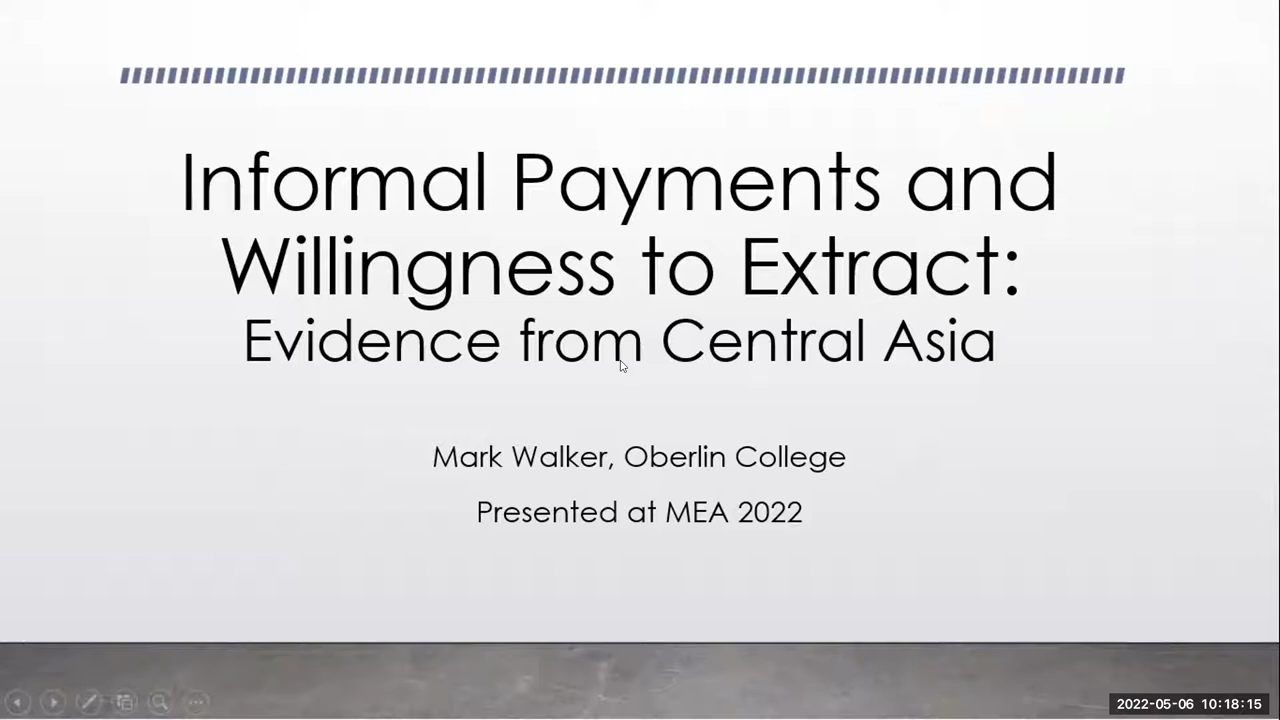 Informal Payments and
Willingness to Extract:
Evidence from Central Asia
Mark Walker, Oberlin College
Presented at MEA 2022
2022-05-06 10:18:15